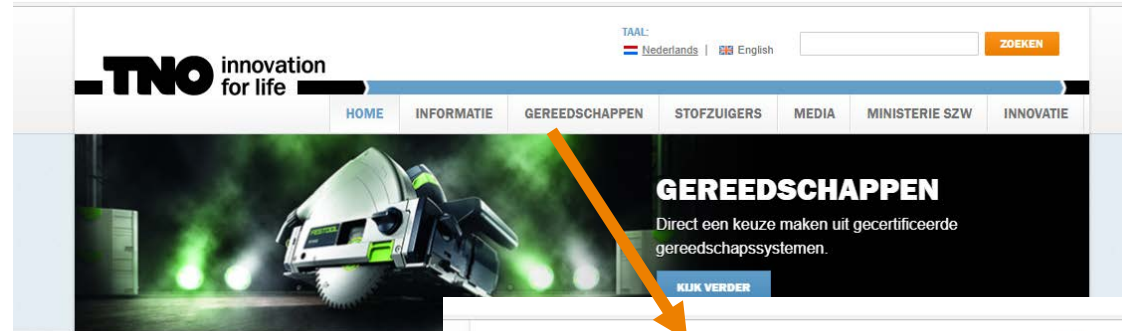 TAAL:
Nederlands | English
ZOEKEN
TNO innovation
for life
HOME INFORMATIE GEREEDSCHAPPEN STOFZUIGERS MEDIA MINISTERIE SZW INNOVATIE
GEREEDSCHAPPEN
Direct een keuze maken uit gecertificeerde
gereedschapssystemen.
KIJK VERDER
FESTOOL